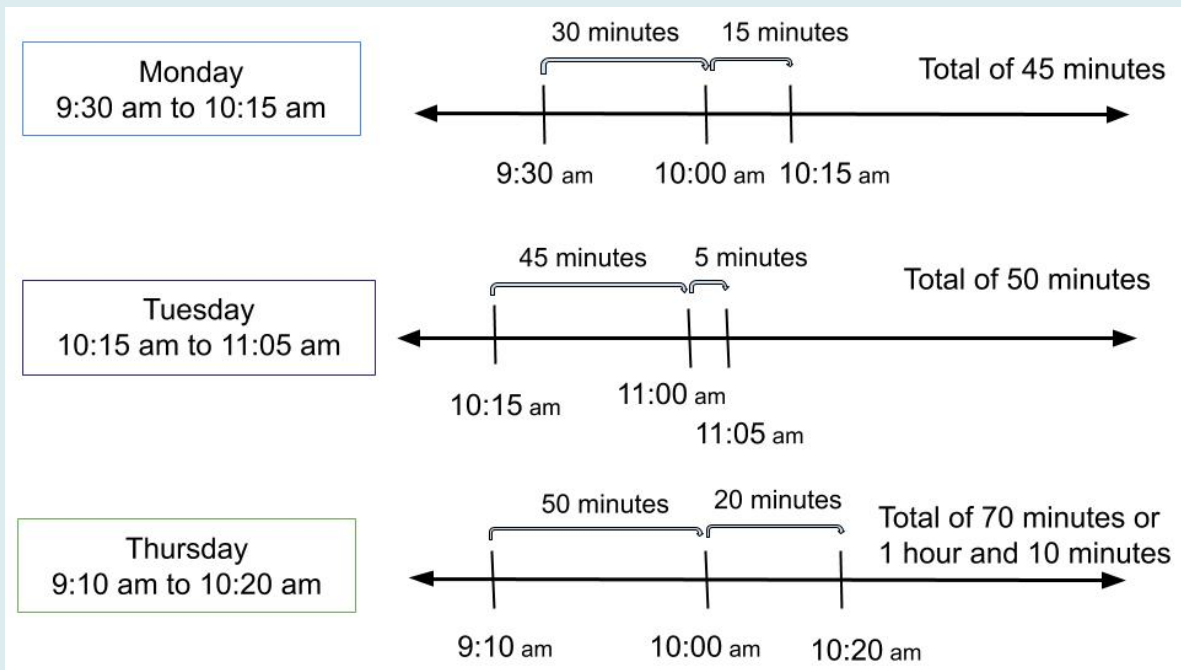 30 minutes 15 minutes
Monday
9:30 am to 10:15 am
Total of 45 minutes
9:30 am 10:00 am 10:15 am
45 minutes 5 minutes
Tuesday
10:15 am to 11:05 am
Total of 50 minutes
10:15 am 11:00 am
11:05 am
50 minutes 20 minutes
Thursday
9:10 am to 10:20 am
Total of 70 minutes or
1 hour and 10 minutes
9:10 am 10:00 am 10:20 am